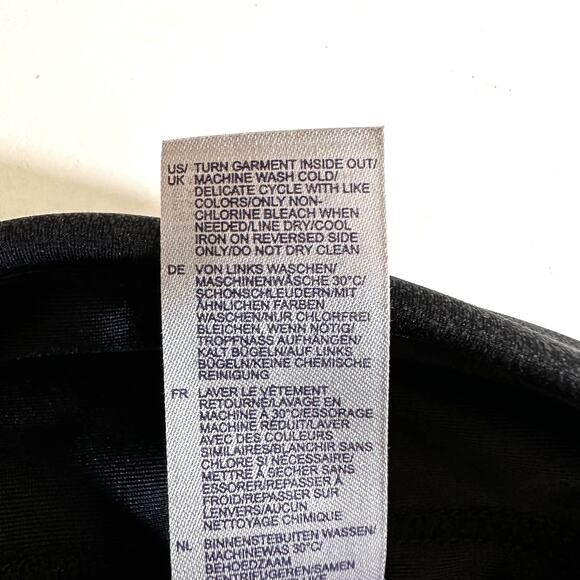 US/ TURN GARMENT INSIDE OUT/
UK MACHINE WASH COLD/
DELICATE CYCLE WITH LIKE
COLORS/ONLY NON-
CHLORINE BLEACH WHEN
NEEDED/LINE DRY/COOL
IRON ON REVERSED SIDE
ONLY/DO NOT DRY CLEAN
DE VON LINKS WASCHEN/
MASCHINENWÄSCHE 30°C/
SCHONSCHLEUDERN/MIT
ÄHNLICHEN FARBEN
WASCHEN/NUR CHLORFREI
BLEICHEN, WENN NÖTIG/
TROPFNASS AUFHÄNGEN/
KALT BÜGELN/AUF LINKS
BÜGELN/KEINE CHEMISCHE
REINIGUNG
FR LAVER LE VÊTEMENT
RETOURNÉ/LAVAGE EN
MACHINE À 30°C/ESSORAGE
MACHINE RÉDUIT/LAVER
AVEC DES COULEURS
SIMILAIRES/BLANCHIR SANS
CHLORE SI NÉCESSAIRE/
METTRE À SÉCHER SANS
ESSORER/REPASSER À
FROID/REPASSER SUR
L'ENVERS/AUCUN
NETTOYAGE CHIMIQUE
NL BINNENSTEBUITEN WASSEN/
MACHINEWAS 30°C/
BEHOEDZAAM
CENTRIFUGEREN/SAMEN